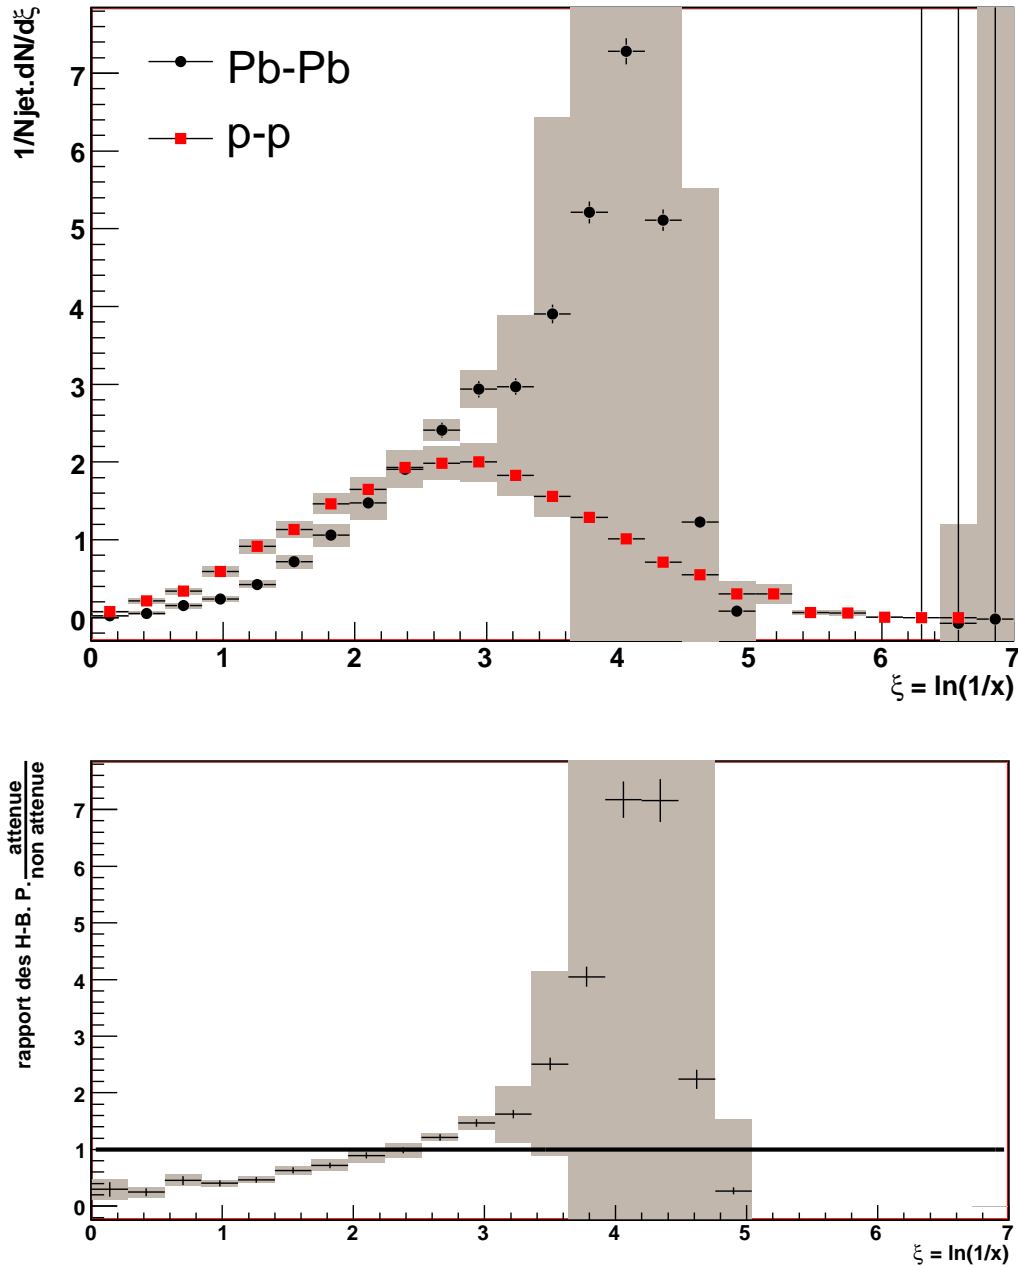 1/Njet.dN/dξ
7
6
5
4
3
2
1
0
Pb-Pb
p-p
0 1 2 3 4 5 6 7
ξ = ln(1/x)
rapport des H-B. P. attenue
non attenue
7
6
5
4
3
2
1
0
0 1 2 3 4 5 6 7
ξ = ln(1/x)